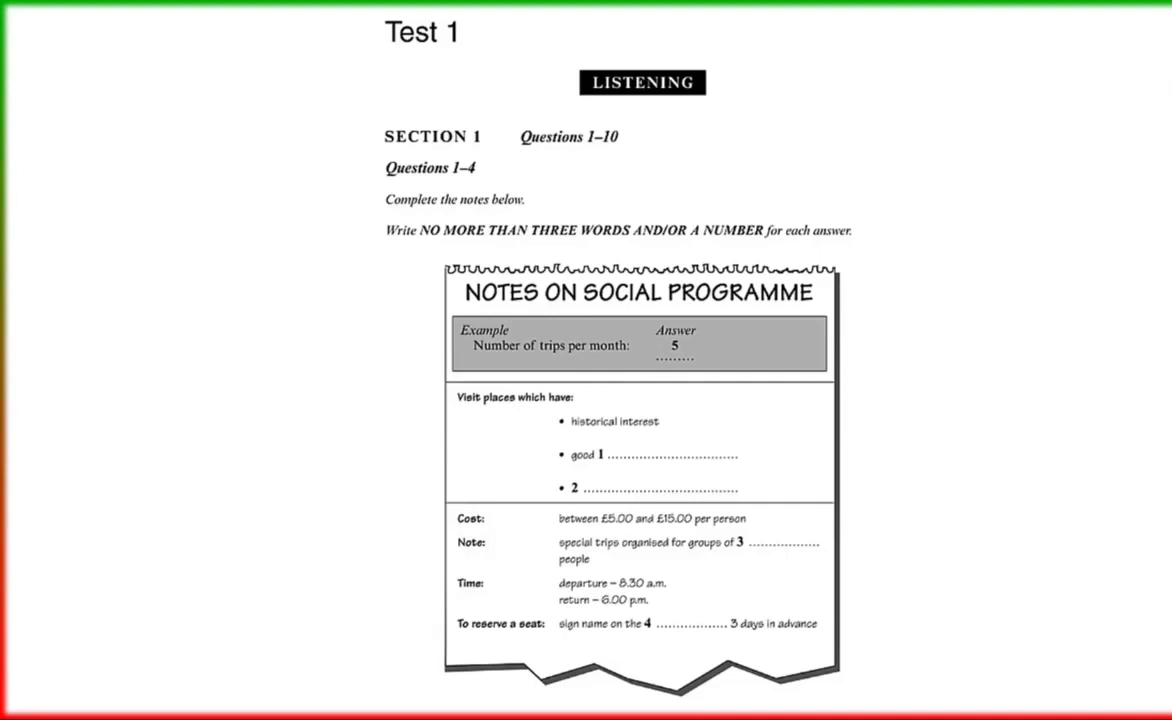 Test 1
LISTENING
SECTION 1 Questions 1–10
Questions 1–4
Complete the notes below.
Write NO MORE THAN THREE WORDS AND/OR A NUMBER for each answer.
NOTES ON SOCIAL PROGRAMME
Example Answer
Number of trips per month: 5
.........
Visit places which have:
• historical interest
• good 1 ..................................
• 2 ........................................
Cost: between £5.00 and £15.00 per person
Note: special trips organised for groups of 3 ..................
people
Time: departure – 8.30 a.m.
return – 6.00 p.m.
To reserve a seat: sign name on the 4 .................. 3 days in advance